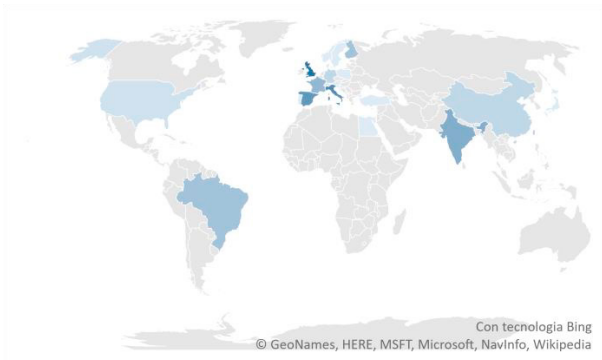 Con tecnologia Bing
© GeoNames, HERE, MSFT, Microsoft, NavInfo, Wikipedia